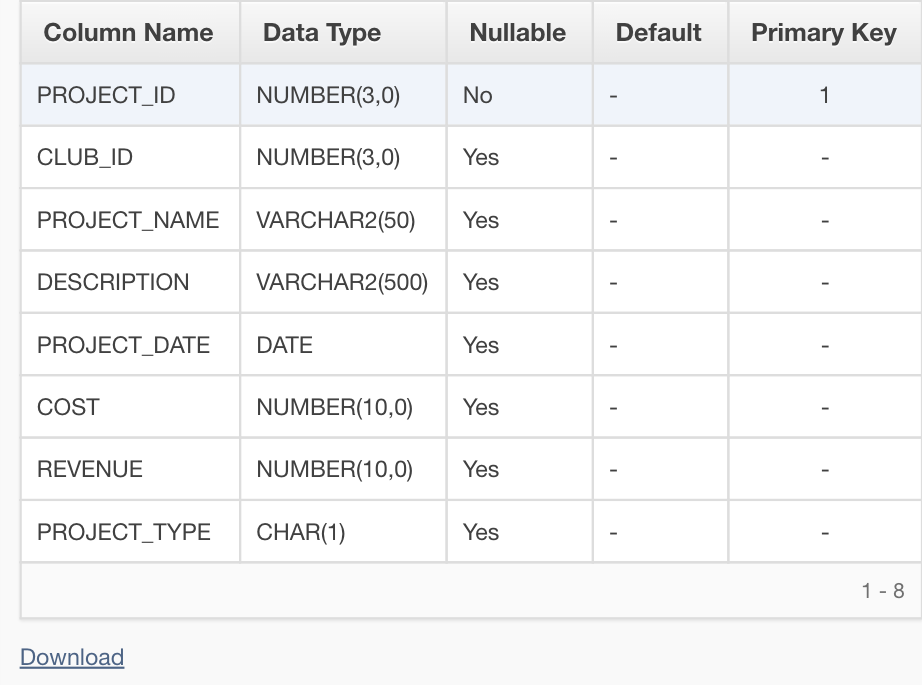 Column Name Data Type Nullable Default Primary Key
PROJECT_ID NUMBER(3,0) No - 1
CLUB_ID NUMBER(3,0) Yes - -
PROJECT_NAME VARCHAR2(50) Yes - -
DESCRIPTION VARCHAR2(500) Yes - -
PROJECT_DATE DATE Yes - -
COST NUMBER(10,0) Yes - -
REVENUE NUMBER(10,0) Yes - -
PROJECT_TYPE CHAR(1) Yes - -
1 - 8
Download